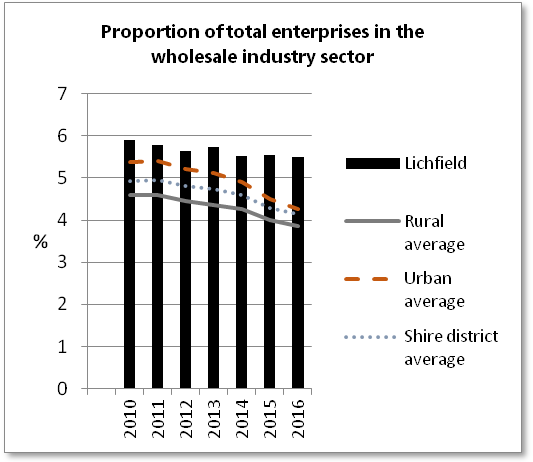 Proportion of total enterprises in the
wholesale industry sector
7
6
5
4
3
2
1
0
%
2010
2011
2012
2013
2014
2015
2016
Lichfield
Rural
average
Urban
average
Shire district
average